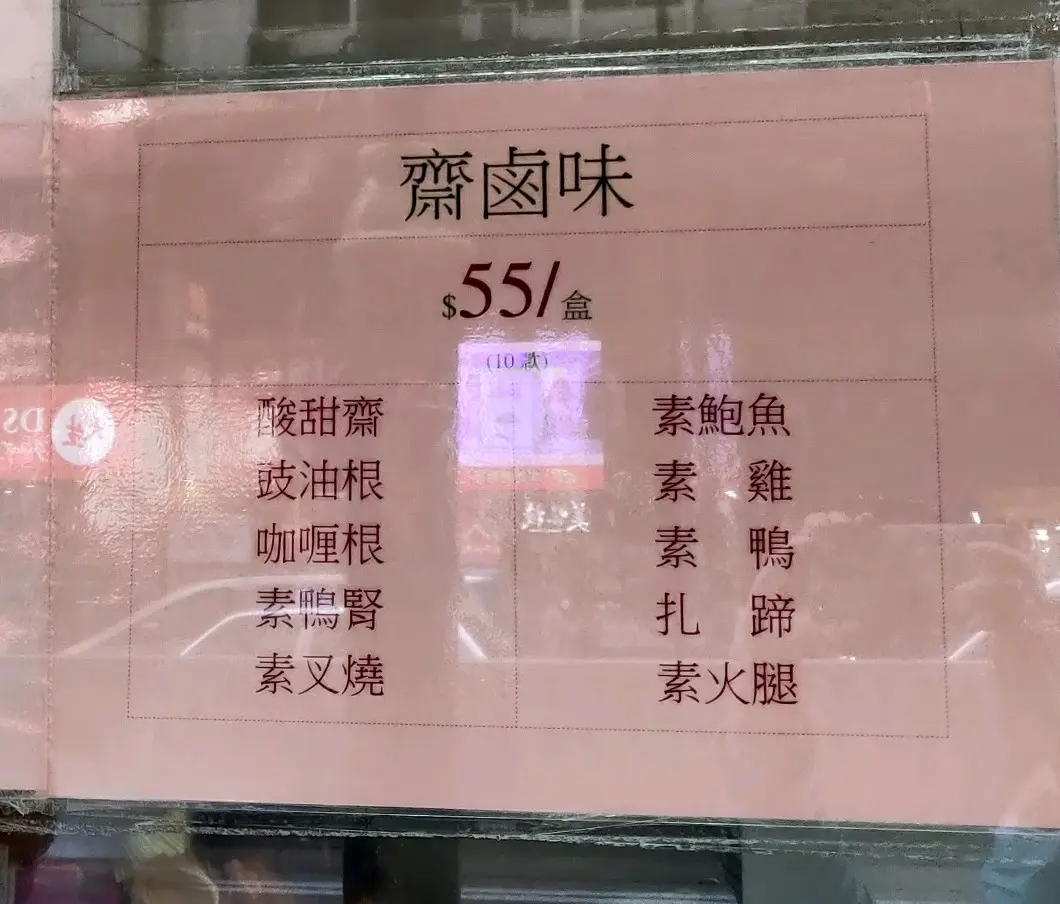 齋鹵味
$55/盒
(10 款)
酸甜齋
豉油根
咖喱根
素鴨腎
素叉燒
素鮑魚
素 雞
素 鴨
扎 蹄
素火腿